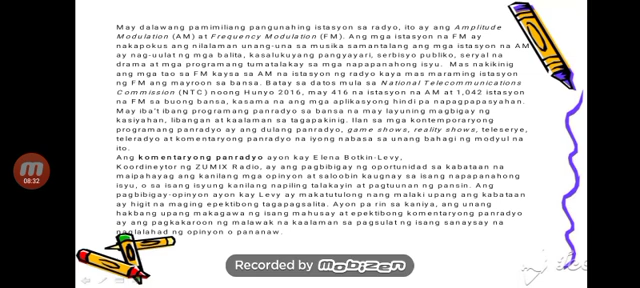 May dalawang pamimiliang pangunahing istasyon sa radyo, ito ay ang Amplitude
Modulation (AM) at Frequency Modulation (FM). Ang mga istasyon na FM ay
nakapokus ang nilalaman unang-una sa musika samantalang ang mga istasyon na AM
ay nag-uulat ng mga balita, kasalukuyang pangyayari, serbisyo publiko, seryal na
drama at mga programang tumatalakay sa mga napapanahong isyu. Mas nakikinig
ang mga tao sa FM kaysa sa AM na istasyon ng radyo kaya mas maraming istasyon
ng FM ang mayroon sa bansa. Batay sa datos mula sa National Telecommunications
Commission (NTC) noong Hunyo 2016, may 416 na istasyon na AM at 1,042 istasyon
na FM sa buong bansa, kasama na ang mga aplikasyong hindi pa napagpapasyahan.
May iba't ibang programang panradyo sa bansa na may layuning magbigay ng
kasiyahan, libangan at kaalaman sa tagapakinig. Ilan sa mga kontemporaryong
programang panradyo ay ang dulang panradyo, game shows, reality shows, teleserye,
teleradyo at komentaryong panradyo na iyong nabasa sa unang bahagi ng modyul na
ito.
Ang komentaryong panradyo ayon kay Elena Botkin-Levy,
Koordineytor ng ZUMIX Radio, ay ang pagbibigay ng oportunidad sa kabataan na
maipahayag ang kanilang mga opinyon at saloobin kaugnay sa isang napapanahong
isyu, o sa isang isyung kanilang napiling talakayin at pagtuunan ng pansin. Ang
pagbibigay-opinyon ayon kay Levy ay makatutulong nang malaki upang ang kabataan
ay higit na maging epektibong tagapagsalita. Ayon pa rin sa kaniya, ang unang
hakbang upang makagawa ng isang mahusay at epektibong komentaryong panradyo
ay ang pagkakaroon ng malawak na kaalaman sa pagsulat ng isang sanaysay na
naglalahad ng opinyon o pananaw.
08:32
Recorded by mobizen